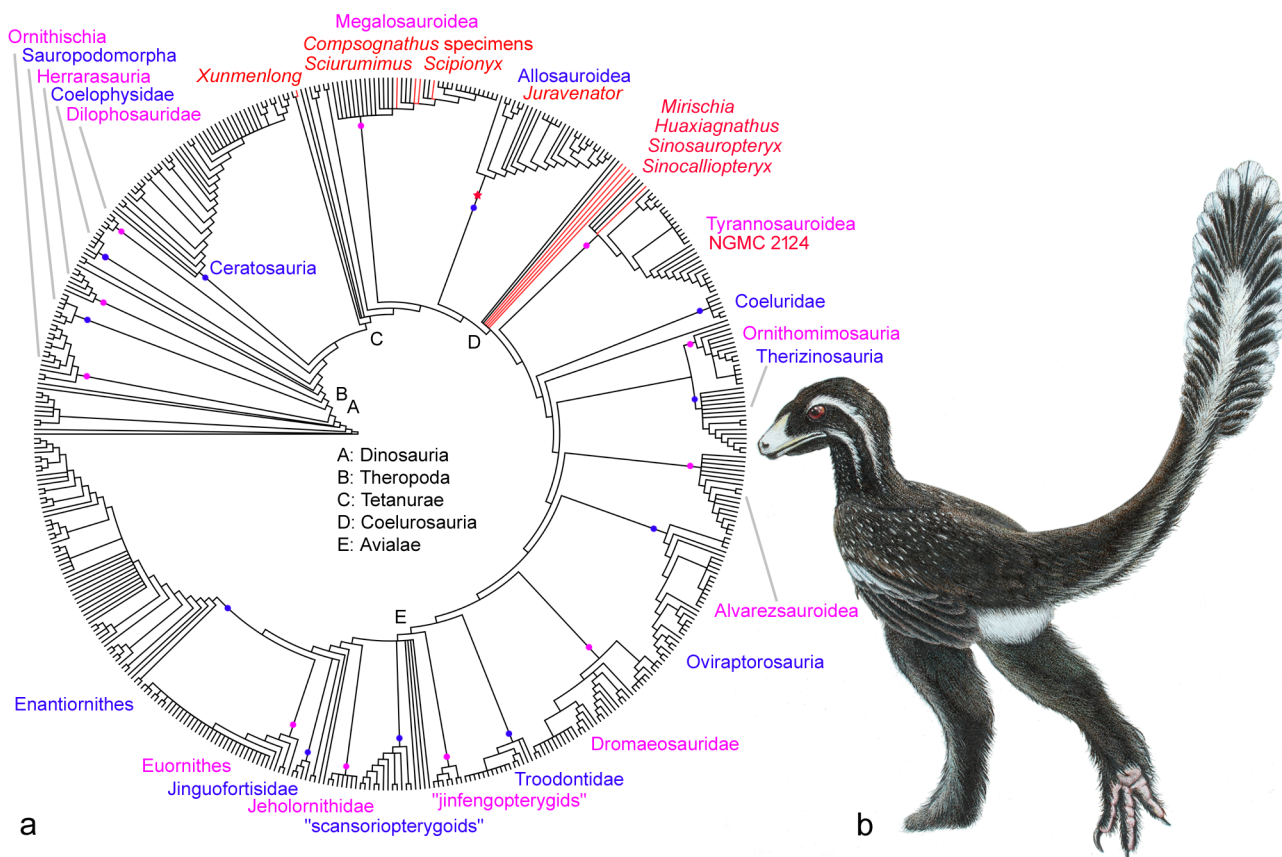 Megalosauroidea
Ornithischia
Sauropodomorpha
Herrarasauria
Coelophysidae
Dilophosauridae
Xunmenlong
Compsognathus specimens
Sciurumimus
Scipionyx
Allosauroidea
Juravenator
Mirischia
Huaxiagnathus
Sinosauropteryx
Sinocalliopteryx
Tyrannosauroidea
NGMC 2124
Ceratosauria
Coeluridae
Ornithomimosauria
Therizinosauria
C
D
B
A
A: Dinosauria
B: Theropoda
C: Tetanurae
D: Coelurosauria
E: Avialae
E
Alvarezsauroidea
Oviraptorosauria
Enantiornithes
Dromaeosauridae
Euornithes
Troodontidae
Jinguofortisidae
"jinfengopterygids"
Jeholornithidae
"scansoriopterygoids"
a
b